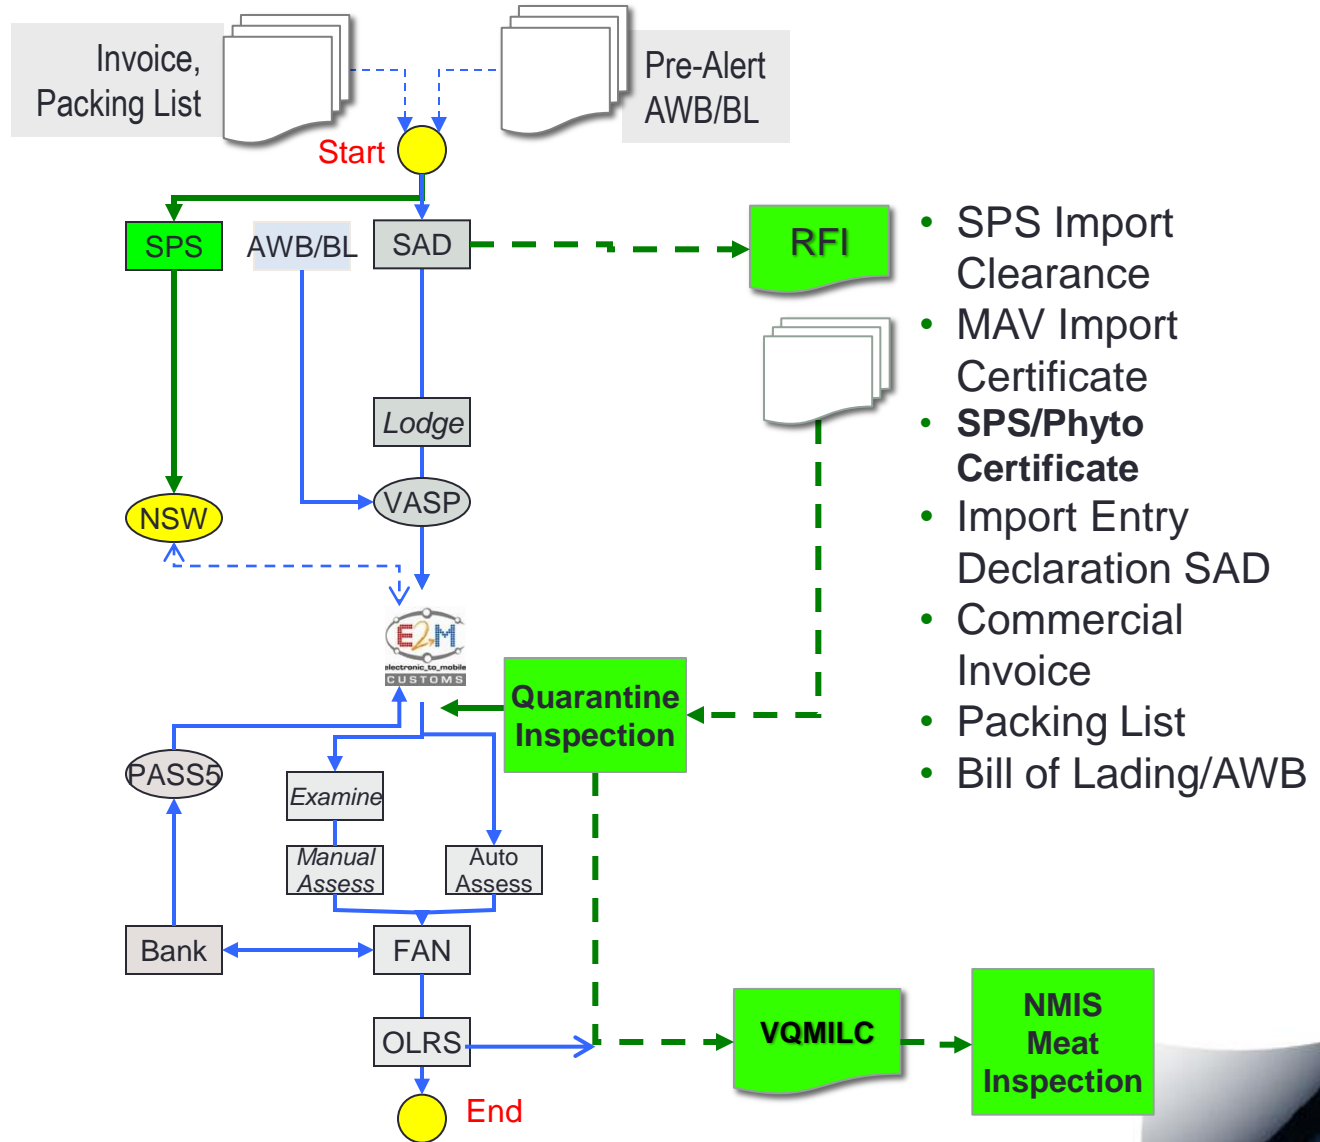 Invoice,
Packing List
Pre-Alert
AWB/BL
Start
SPS
AWB/BL
SAD
RFI
Lodge
VASP
NSW
E2M
electronic_to_mobile
CUSTOMS
Quarantine
Inspection
PASS5
Examine
Manual
Assess
Auto
Assess
Bank
FAN
OLRS
End
VQMILC
NMIS
Meat
Inspection
• SPS Import
Clearance
• MAV Import
Certificate
• SPS/Phyto
Certificate
• Import Entry
Declaration SAD
• Commercial
Invoice
• Packing List
• Bill of Lading/AWB